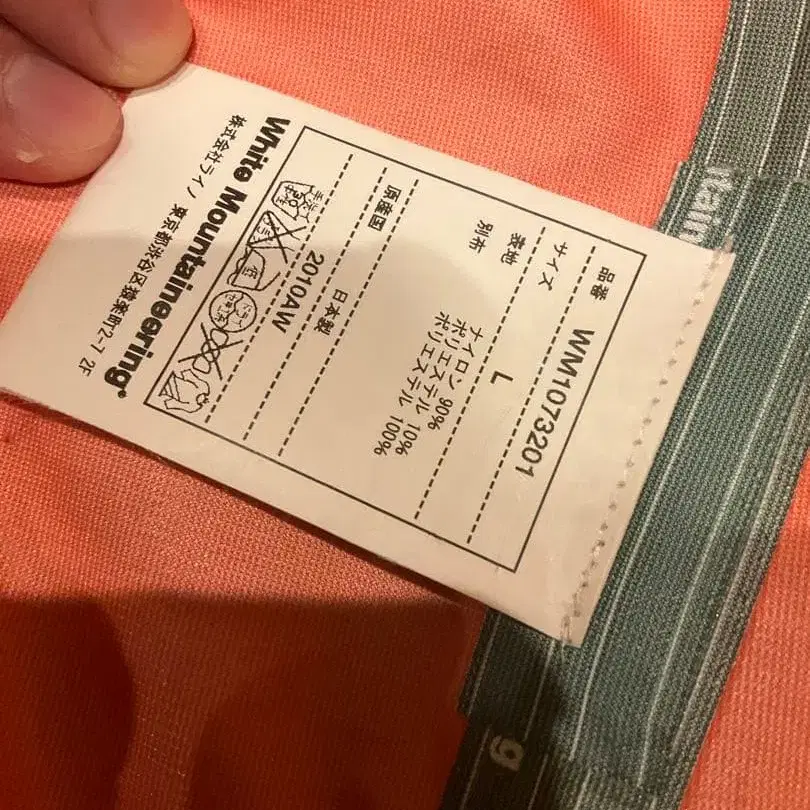 品番 WM1073201
サイズ L
表地 ナイロン 90%
ポリエステル 10%
別布 ポリエステル 100%
原産国 日本製
2010AW
White Mountaineering®
株式会社ライノ 東京都渋谷区猿楽町2-7 2F
g